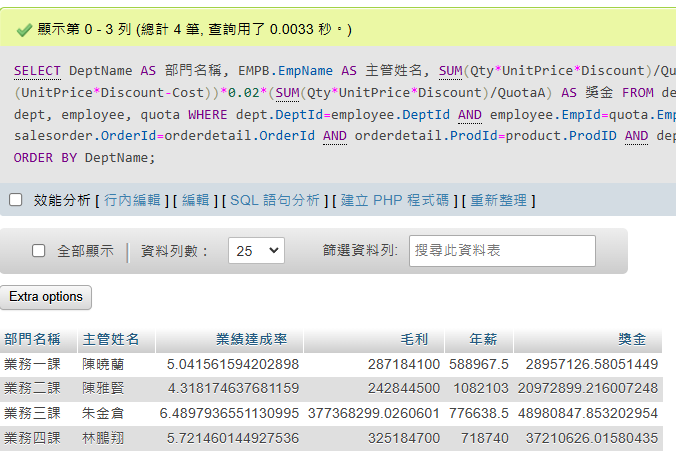 顯示第 0 - 3 列 (總計 4 筆, 查詢用了 0.0033 秒。)
SELECT DeptName AS 部門名稱, EMPB.EmpName AS 主管姓名, SUM(Qty*UnitPrice*Discount)/Qu
(UnitPrice*Discount-Cost))*0.02*(SUM(Qty*UnitPrice*Discount)/QuotaA) AS 獎金 FROM de
dept, employee, quota WHERE dept.DeptId=employee.DeptId AND employee.EmpId=quota.Emp
salesorder.OrderId=orderdetail.OrderId AND orderdetail.ProdId=product.ProdID AND dep
ORDER BY DeptName;
效能分析 [ 行內編輯 ] [ 編輯 ] [ SQL 語句分析 ] [ 建立 PHP 程式碼 ] [ 重新整理 ]
全部顯示 | 資料列數： 25 篩選資料列: 搜尋此資料表
Extra options
部門名稱 主管姓名 業績達成率 毛利 年薪 獎金
業務一課 陳曉蘭 5.041561594202898 287184100 588967.5 28957126.58051449
業務二課 陳雅賢 4.318174637681159 242844500 1082103 20972899.216007248
業務三課 朱金倉 6.4897936551130995 377368299.0260601 776638.5 48980847.853202954
業務四課 林鵬翔 5.721460144927536 325184700 718740 37210626.01580435